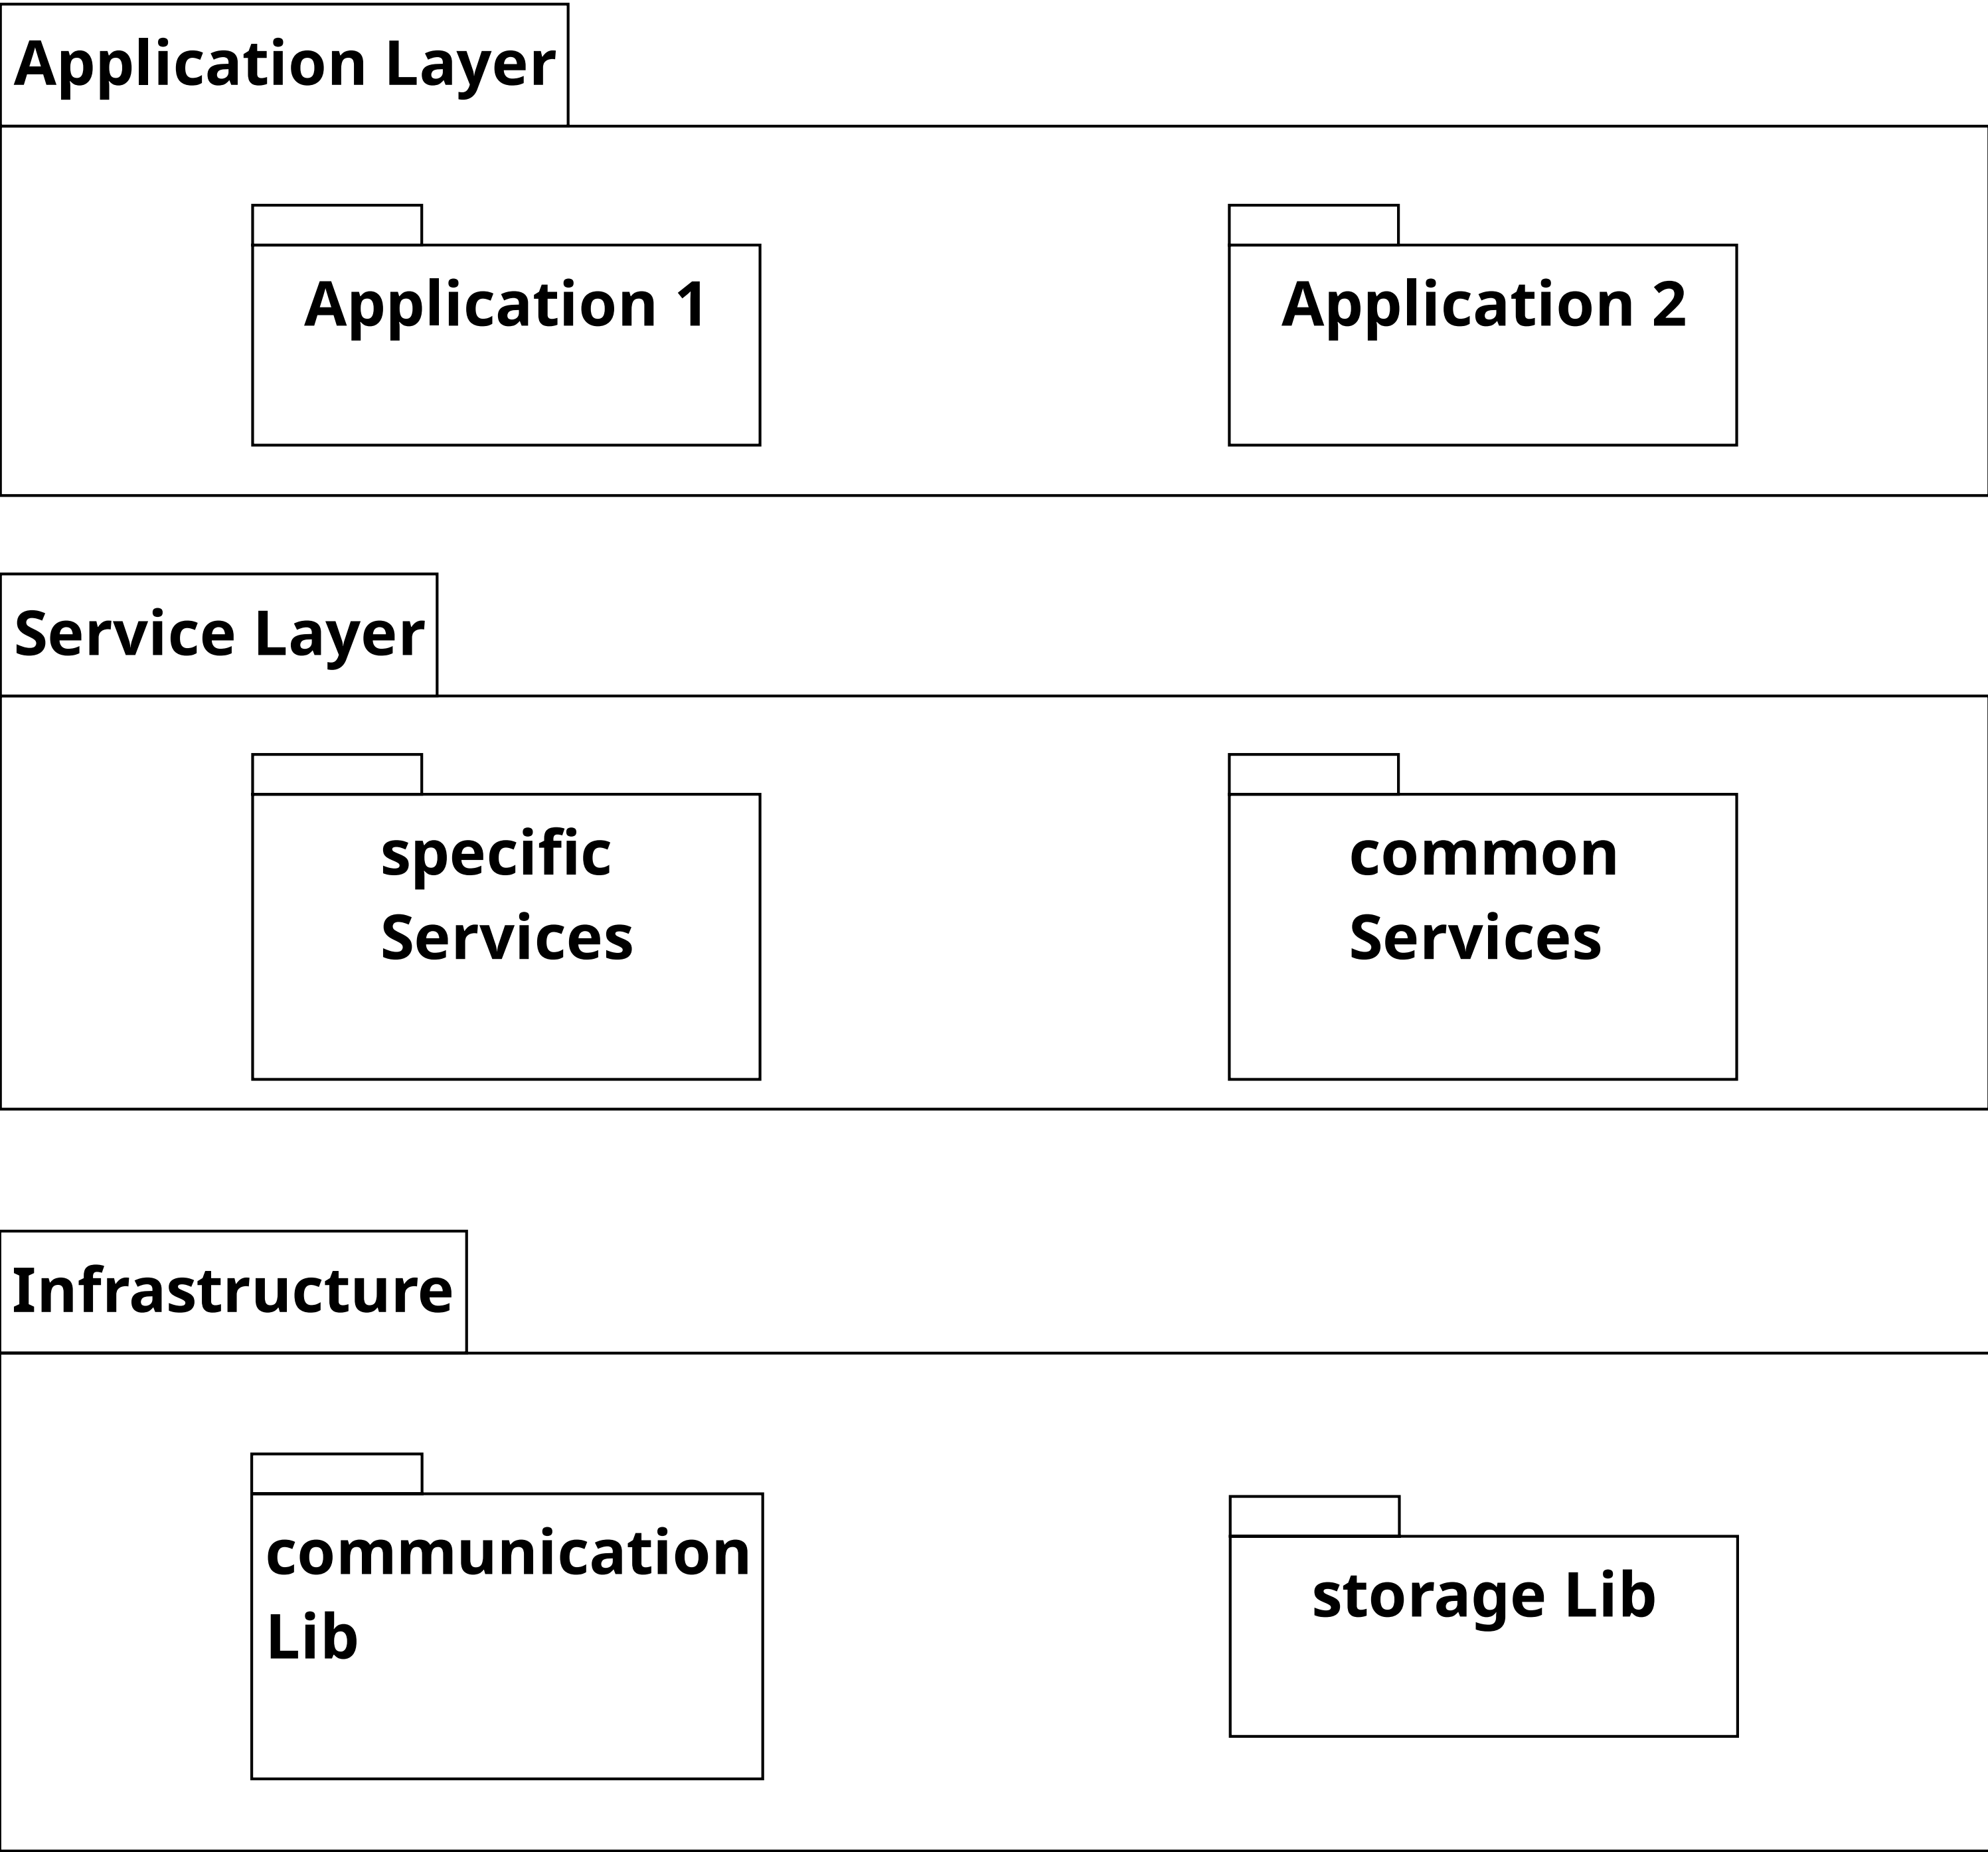 Application Layer
Application 1
Application 2
Service Layer
specific
Services
common
Services
Infrastructure
communication
Lib
storage Lib